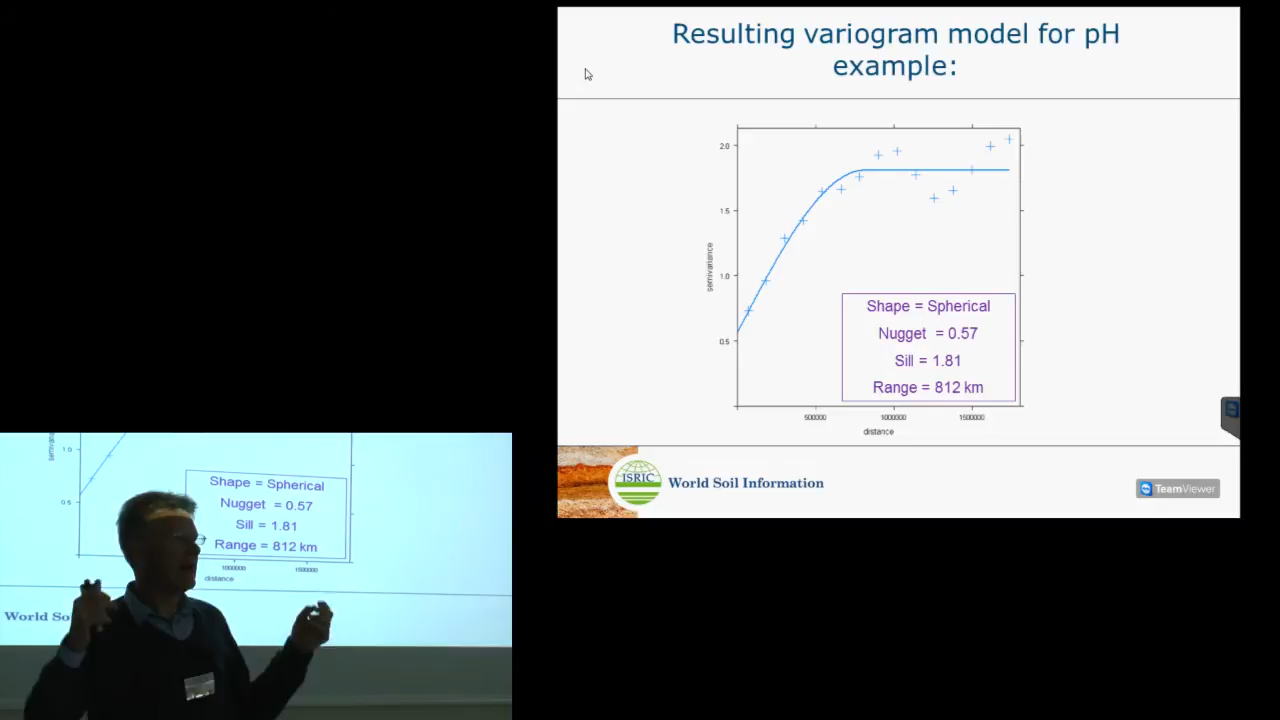 Resulting variogram model for pH
example:
2.0
1.5
1.0
0.5
semivariance
Shape = Spherical
Nugget = 0.57
Sill = 1.81
Range = 812 km
500000
1000000
1500000
distance
ISRIC
World Soil Information
TeamViewer
1.0
0.5
Shape = Spherical
Nugget = 0.57
Sill = 1.81
Range = 812 km
1000000
1500000
distance
World So